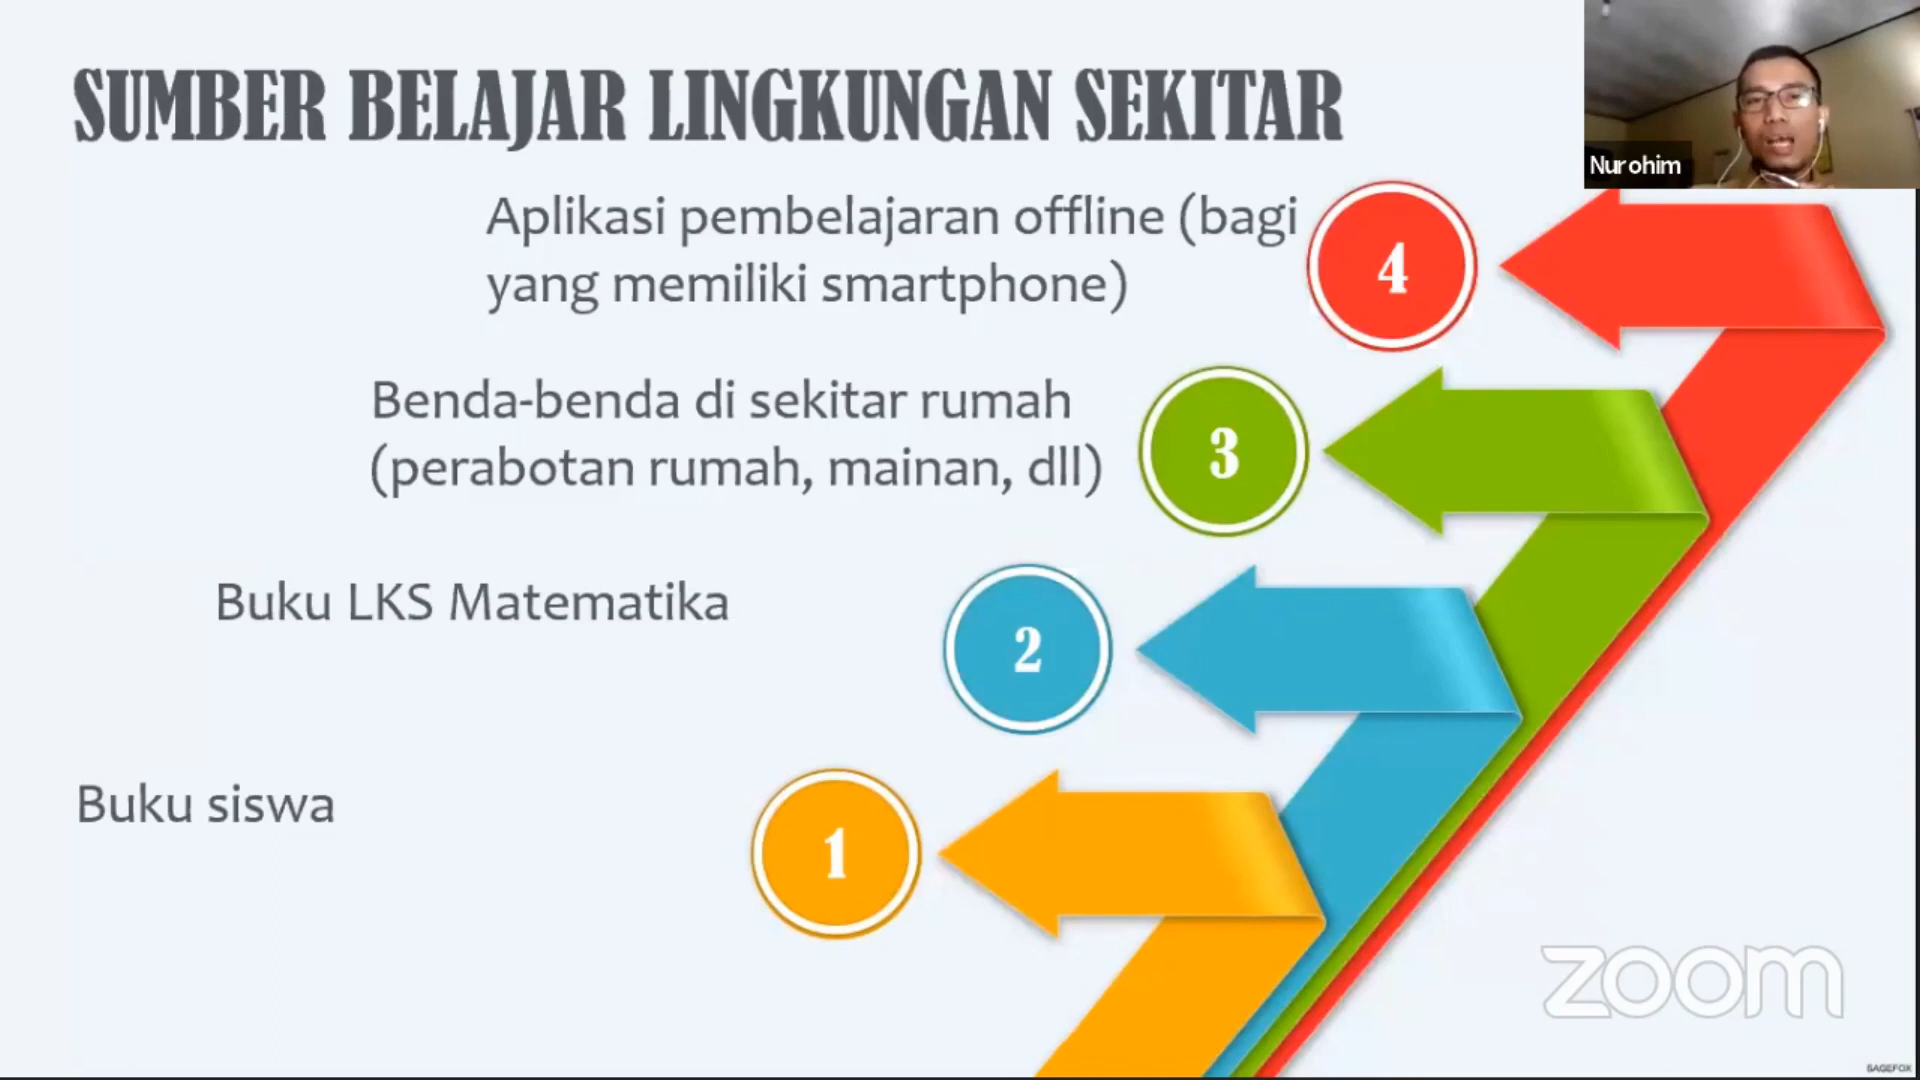 SUMBER BELAJAR LINGKUNGAN SEKITAR
Nurohim
Aplikasi pembelajaran offline (bagi
yang memiliki smartphone)
4
Benda-benda di sekitar rumah
(perabotan rumah, mainan, dll)
3
Buku LKS Matematika
2
Buku siswa
1
zoom
SAGEFOX